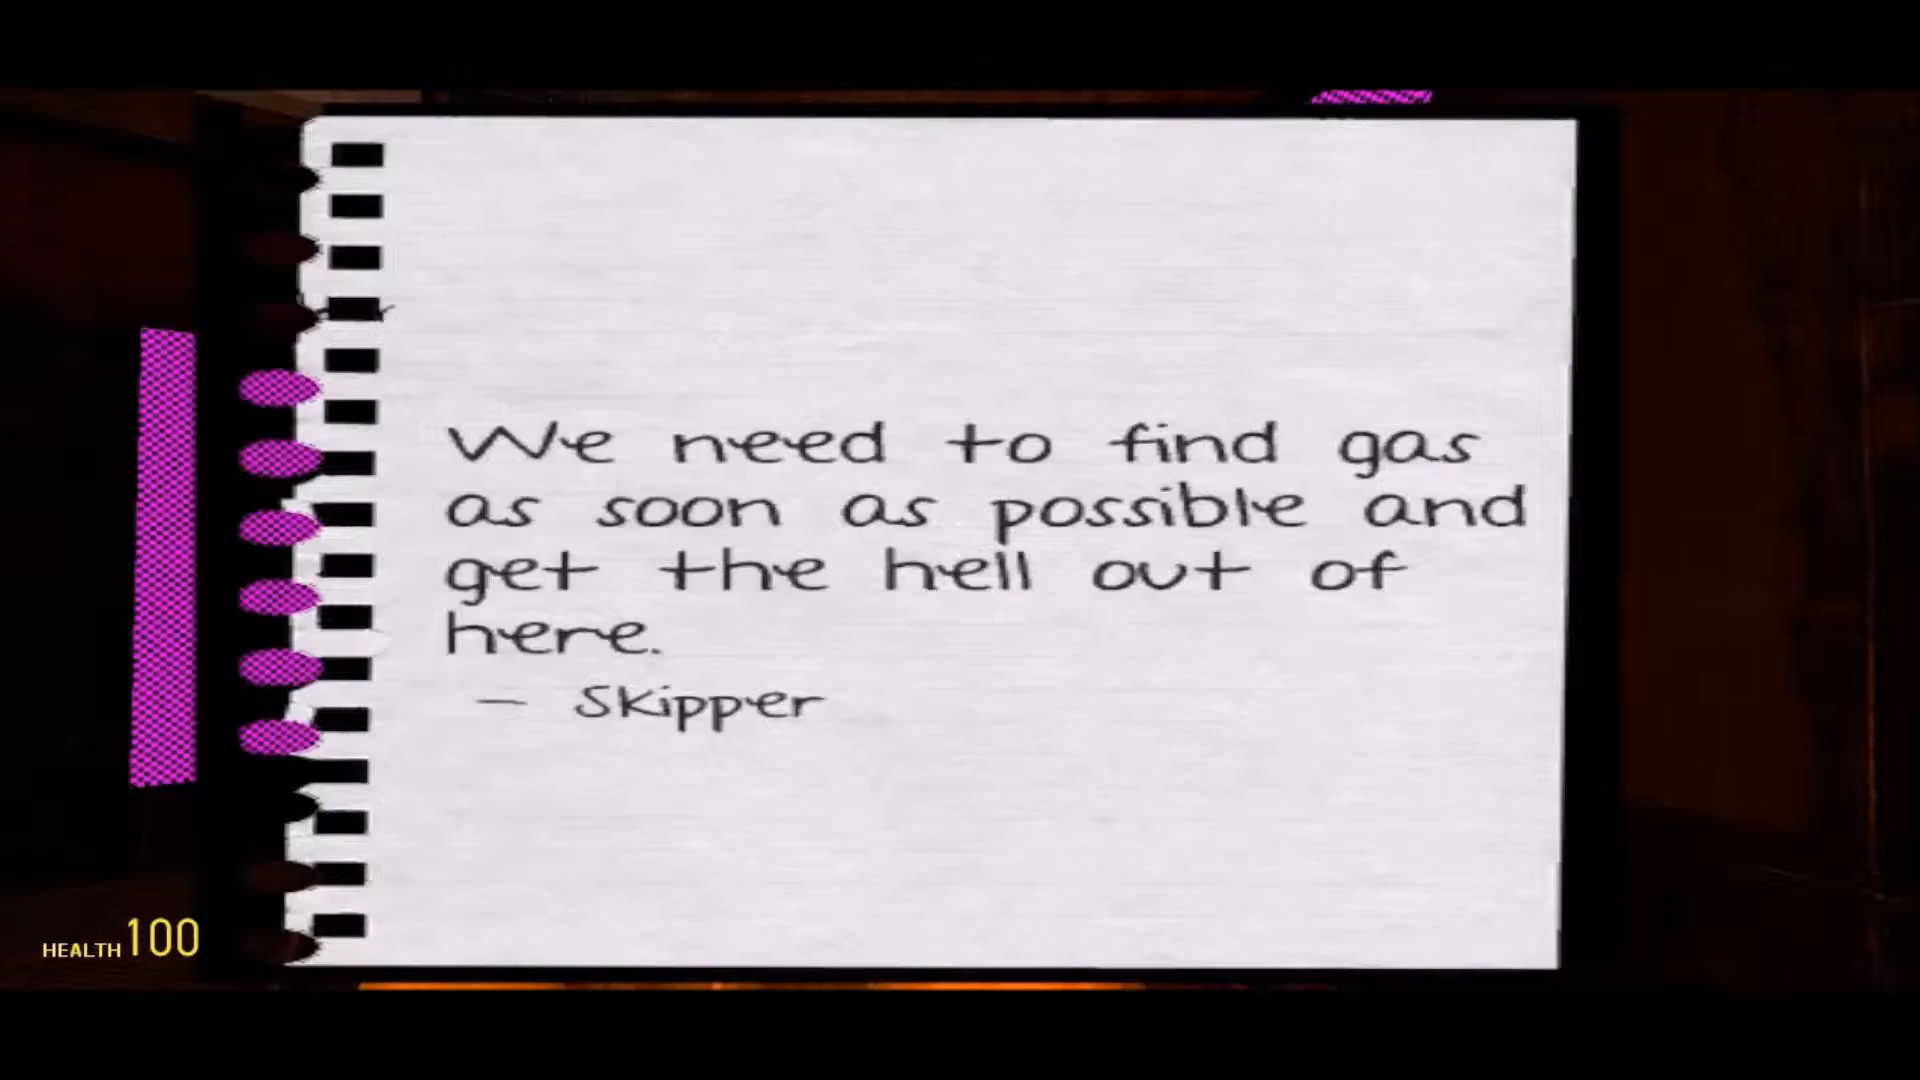 We need to find gas
as soon as possible and
get the hell out of
here.
- Skipper
HEALTH 100